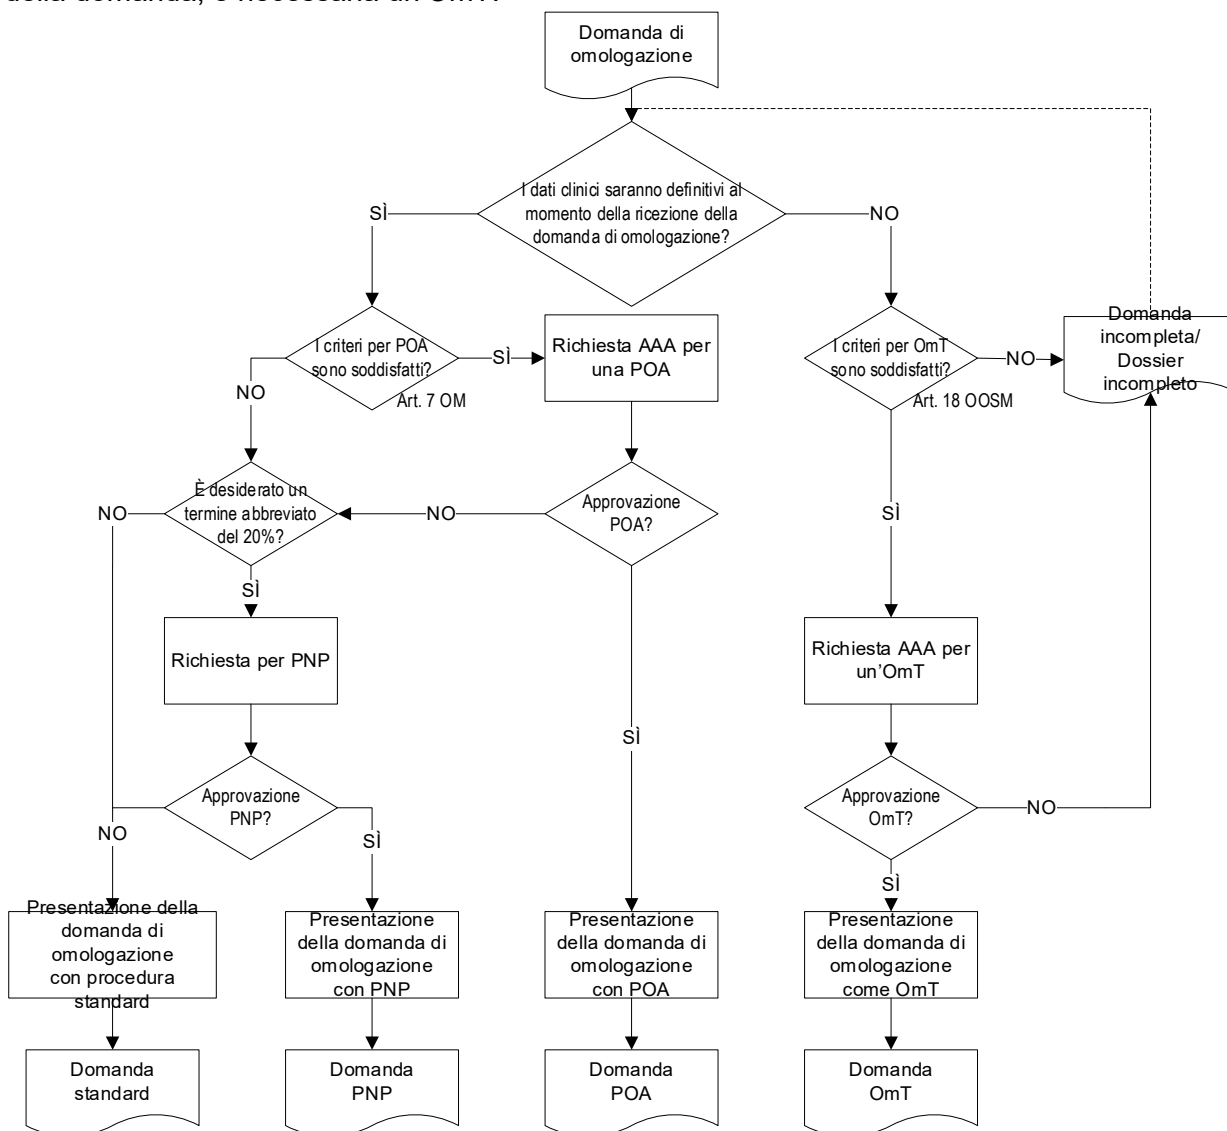 Domanda di
omologazione
I dati clinici saranno definitivi al
momento della ricezione della
domanda di omologazione?
SÌ
NO
I criteri per POA
sono soddisfatti?
Art. 7 OM
SÌ
NO
Richiesta AAA per
una POA
I criteri per OmT
sono soddisfatti?
Art. 18 OOSM
NO
Domanda
incompleta/
Dossier
incompleto
È desiderato un
termine abbreviato
del 20%?
NO
NO
Approvazione
POA?
SÌ
SÌ
Richiesta per PNP
Richiesta AAA per
un'OmT
SÌ
Approvazione
PNP?
NO
SÌ
Approvazione
OmT?
NO
SÌ
Presentazione della
domanda di
omologazione
con procedura
standard
Presentazione
della domanda di
omologazione
con PNP
Presentazione
della domanda di
omologazione
con POA
Presentazione
della domanda di
omologazione
come OmT
Domanda
standard
Domanda
PNP
Domanda
POA
Domanda
OmT